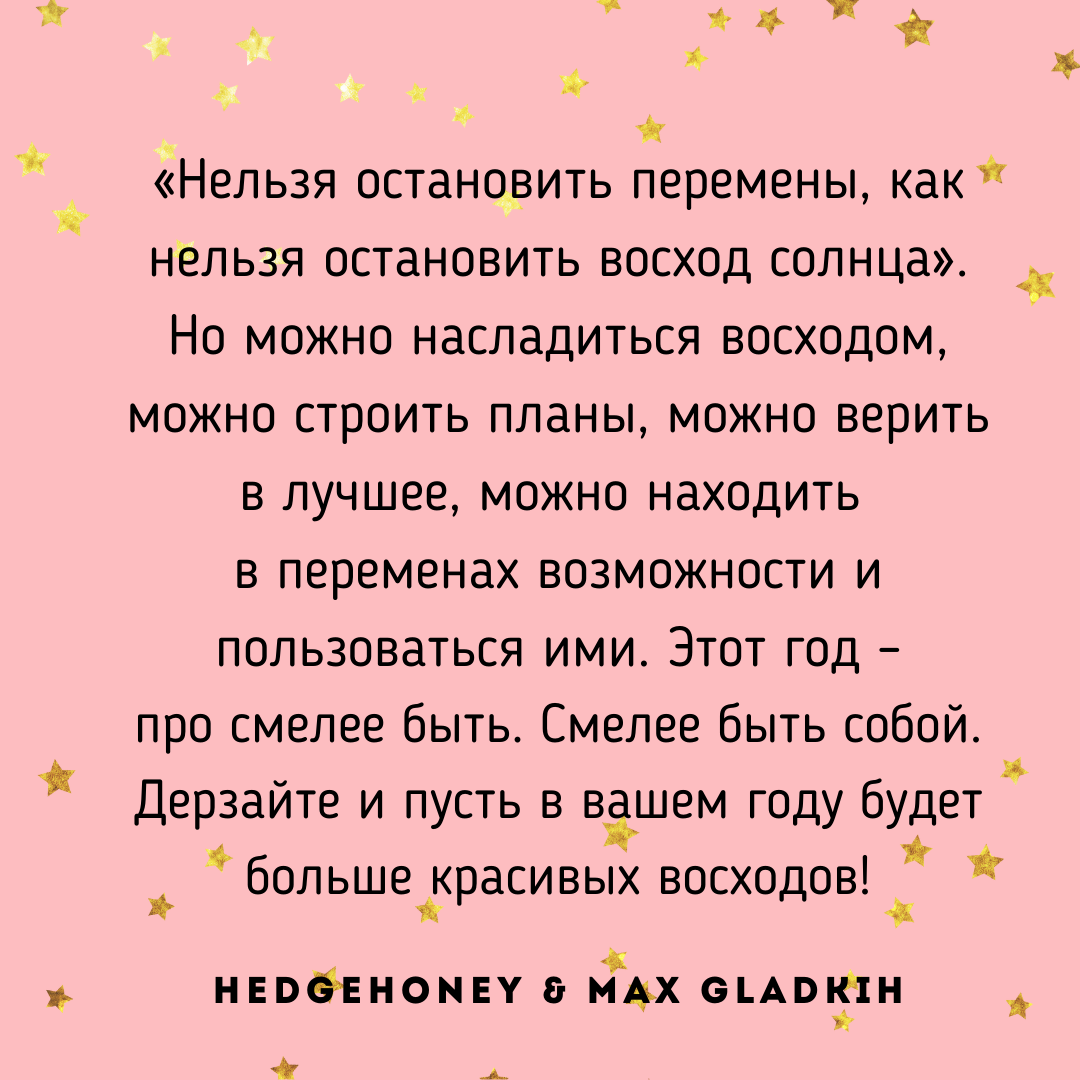 «Нельзя остановить перемены, как
нельзя остановить восход солнца».
Но можно насладиться восходом,
можно строить планы, можно верить
в лучшее, можно находить
в переменах возможности и
пользоваться ими. Этот год –
про смелее быть. Смелее быть собой.
Дерзайте и пусть в вашем году будет
больше красивых восходов!
HEDGEHONEY & MAX GLADKIH